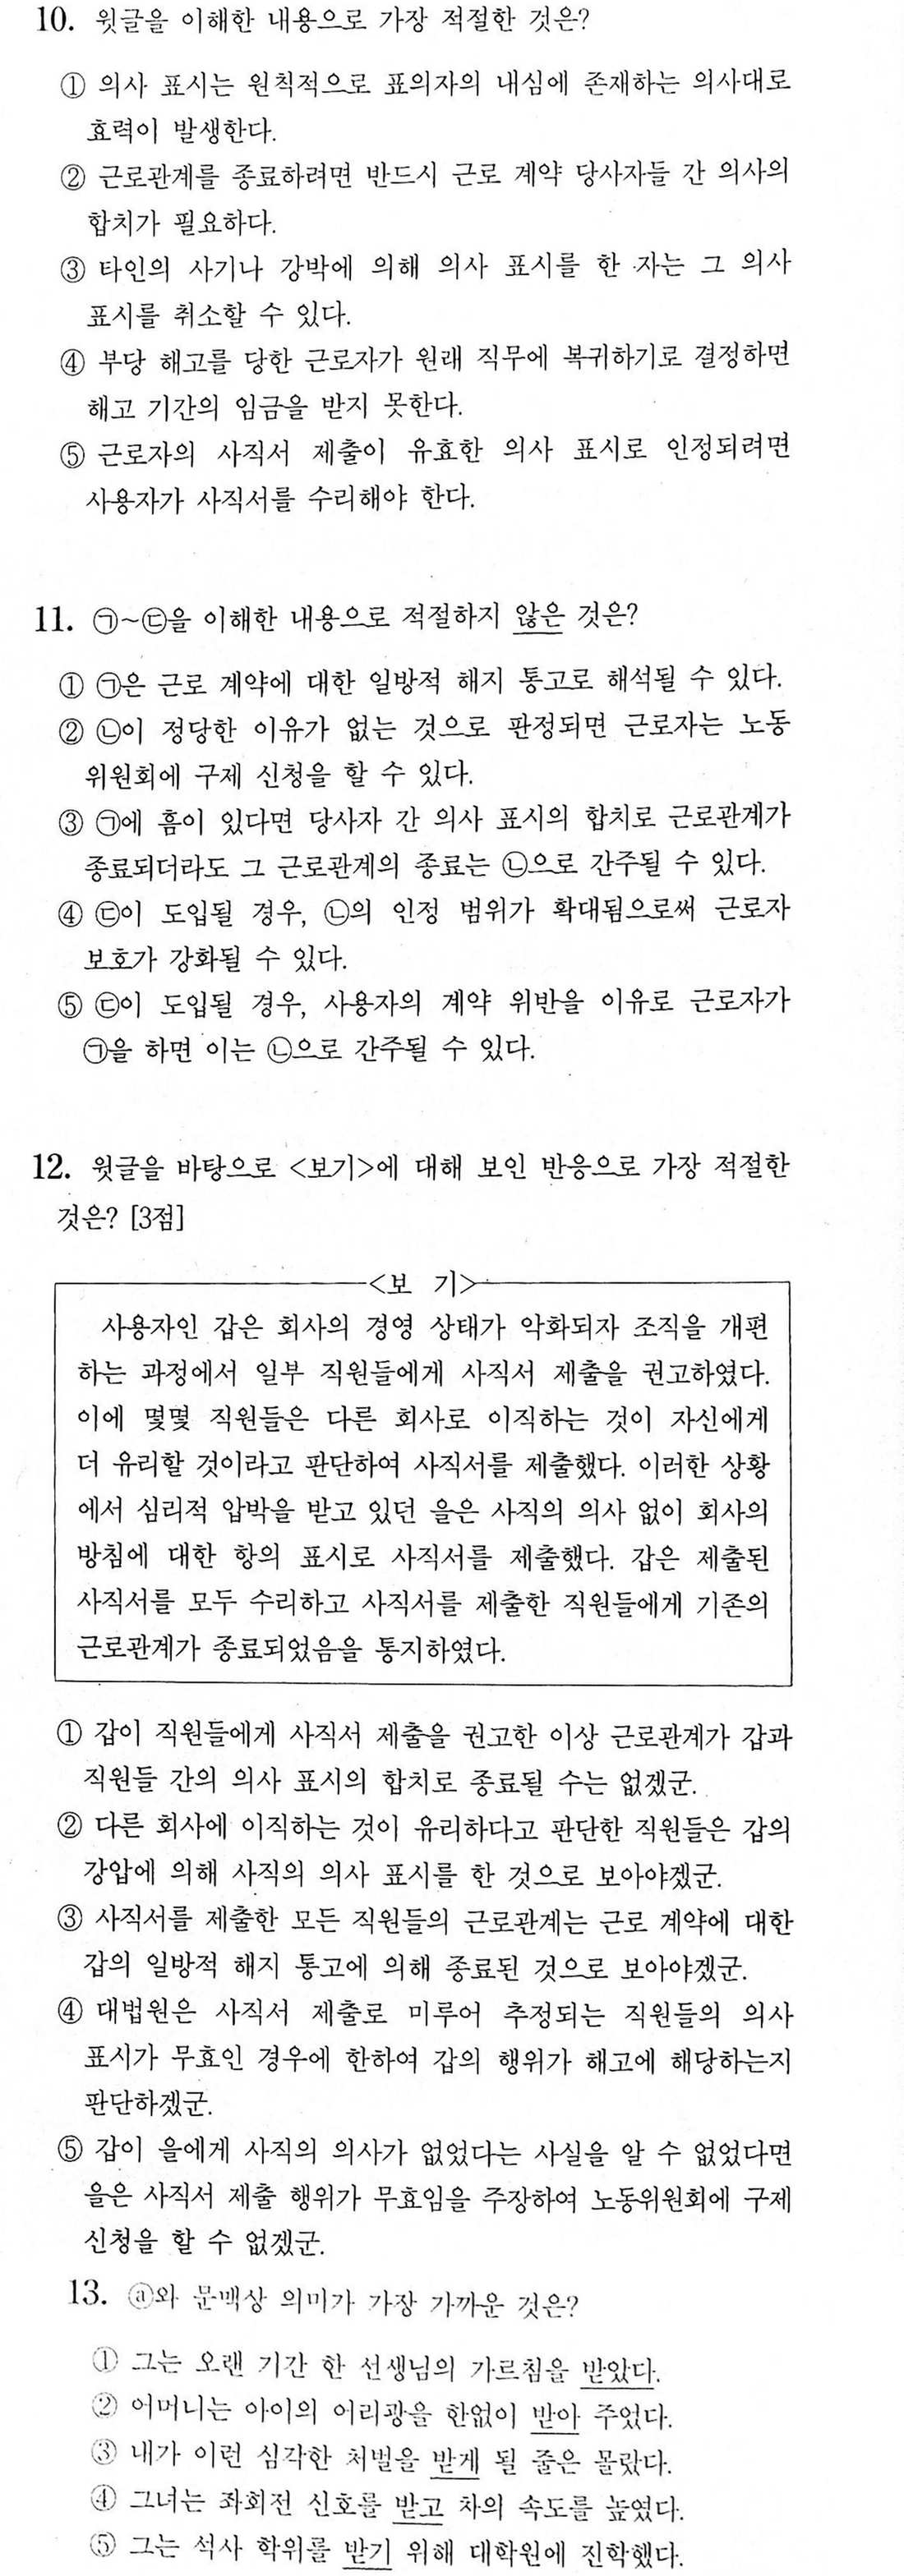 10. 윗글을 이해한 내용으로 가장 적절한 것은?
① 의사 표시는 원칙적으로 표의자의 내심에 존재하는 의사대로
효력이 발생한다.
② 근로관계를 종료하려면 반드시 근로 계약 당사자들 간 의사의
합치가 필요하다.
③ 타인의 사기나 강박에 의해 의사 표시를 한 자는 그 의사
표시를 취소할 수 있다.
④ 부당 해고를 당한 근로자가 원래 직무에 복귀하기로 결정하면
해고 기간의 임금을 받지 못한다.
⑤ 근로자의 사직서 제출이 유효한 의사 표시로 인정되려면
사용자가 사직서를 수리해야 한다.
11. ㉠~㉢을 이해한 내용으로 적절하지 않은 것은?
① ㉠은 근로 계약에 대한 일방적 해지 통고로 해석될 수 있다.
② ㉡이 정당한 이유가 없는 것으로 판정되면 근로자는 노동
위원회에 구제 신청을 할 수 있다.
③ ㉠에 흠이 있다면 당사자 간 의사 표시의 합치로 근로관계가
종료되더라도 그 근로관계의 종료는 ㉡으로 간주될 수 있다.
④ ㉢이 도입될 경우, ㉡의 인정 범위가 확대됨으로써 근로자
보호가 강화될 수 있다.
⑤ ㉢이 도입될 경우, 사용자의 계약 위반을 이유로 근로자가
㉠을 하면 이는 ㉡으로 간주될 수 있다.
12. 윗글을 바탕으로 <보기>에 대해 보인 반응으로 가장 적절한
것은? [3점]
<보 기>
사용자인 갑은 회사의 경영 상태가 악화되자 조직을 개편
하는 과정에서 일부 직원들에게 사직서 제출을 권고하였다.
이에 몇몇 직원들은 다른 회사로 이직하는 것이 자신에게
더 유리할 것이라고 판단하여 사직서를 제출했다. 이러한 상황
에서 심리적 압박을 받고 있던 을은 사직의 의사 없이 회사의
방침에 대한 항의 표시로 사직서를 제출했다. 갑은 제출된
사직서를 모두 수리하고 사직서를 제출한 직원들에게 기존의
근로관계가 종료되었음을 통지하였다.
① 갑이 직원들에게 사직서 제출을 권고한 이상 근로관계가 갑과
직원들 간의 의사 표시의 합치로 종료될 수는 없겠군.
② 다른 회사에 이직하는 것이 유리하다고 판단한 직원들은 갑의
강압에 의해 사직의 의사 표시를 한 것으로 보아야겠군.
③ 사직서를 제출한 모든 직원들의 근로관계는 근로 계약에 대한
갑의 일방적 해지 통고에 의해 종료된 것으로 보아야겠군.
④ 대법원은 사직서 제출로 미루어 추정되는 직원들의 의사
표시가 무효인 경우에 한하여 갑의 행위가 해고에 해당하는지
판단하겠군.
⑤ 갑이 을에게 사직의 의사가 없었다는 사실을 알 수 없었다면
을은 사직서 제출 행위가 무효임을 주장하여 노동위원회에 구제
신청을 할 수 없겠군.
13. ⓐ와 문맥상 의미가 가장 가까운 것은?
① 그는 오랜 기간 한 선생님의 가르침을 받았다.
② 어머니는 아이의 어리광을 한없이 받아 주었다.
③ 내가 이런 심각한 처벌을 받게 될 줄은 몰랐다.
④ 그녀는 좌회전 신호를 받고 차의 속도를 높였다.
⑤ 그는 석사 학위를 받기 위해 대학원에 진학했다.